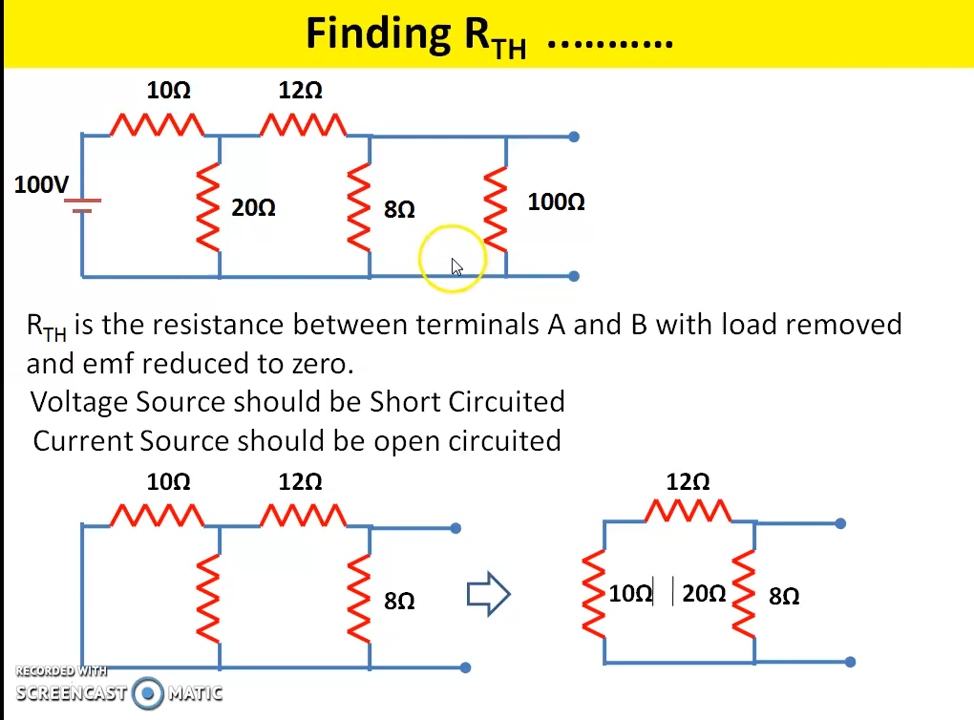 Finding R_TH ...........
10Ω 12Ω
100V
20Ω 8Ω 100Ω
R_TH is the resistance between terminals A and B with load removed
and emf reduced to zero.
Voltage Source should be Short Circuited
Current Source should be open circuited
10Ω 12Ω 12Ω
8Ω 10Ω| |20Ω 8Ω
RECORDED WITH
SCREENCAST MATIC